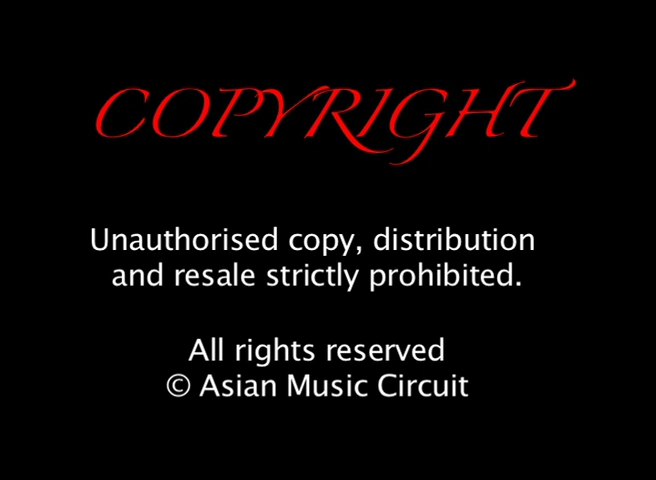 COPYRIGHT
Unauthorised copy, distribution
and resale strictly prohibited.
All rights reserved
© Asian Music Circuit